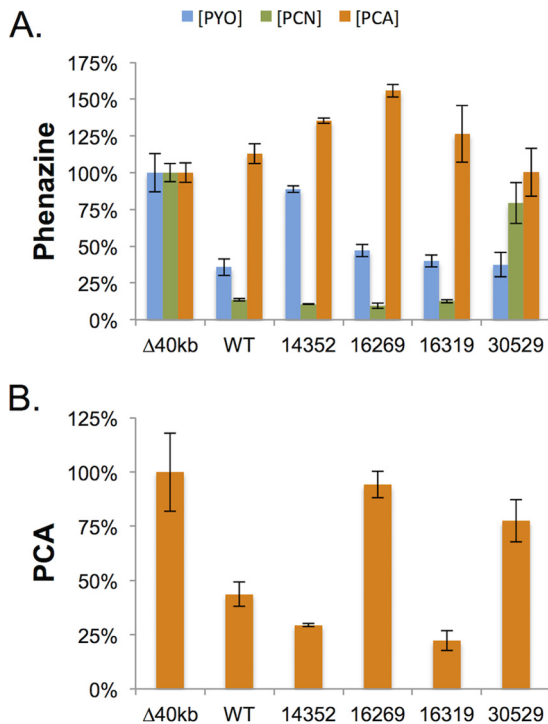 A.
[PYO] [PCN] [PCA]
Phenazine
175%
150%
125%
100%
75%
50%
25%
0%
Δ40kb WT 14352 16269 16319 30529
B.
PCA
125%
100%
75%
50%
25%
0%
Δ40kb WT 14352 16269 16319 30529